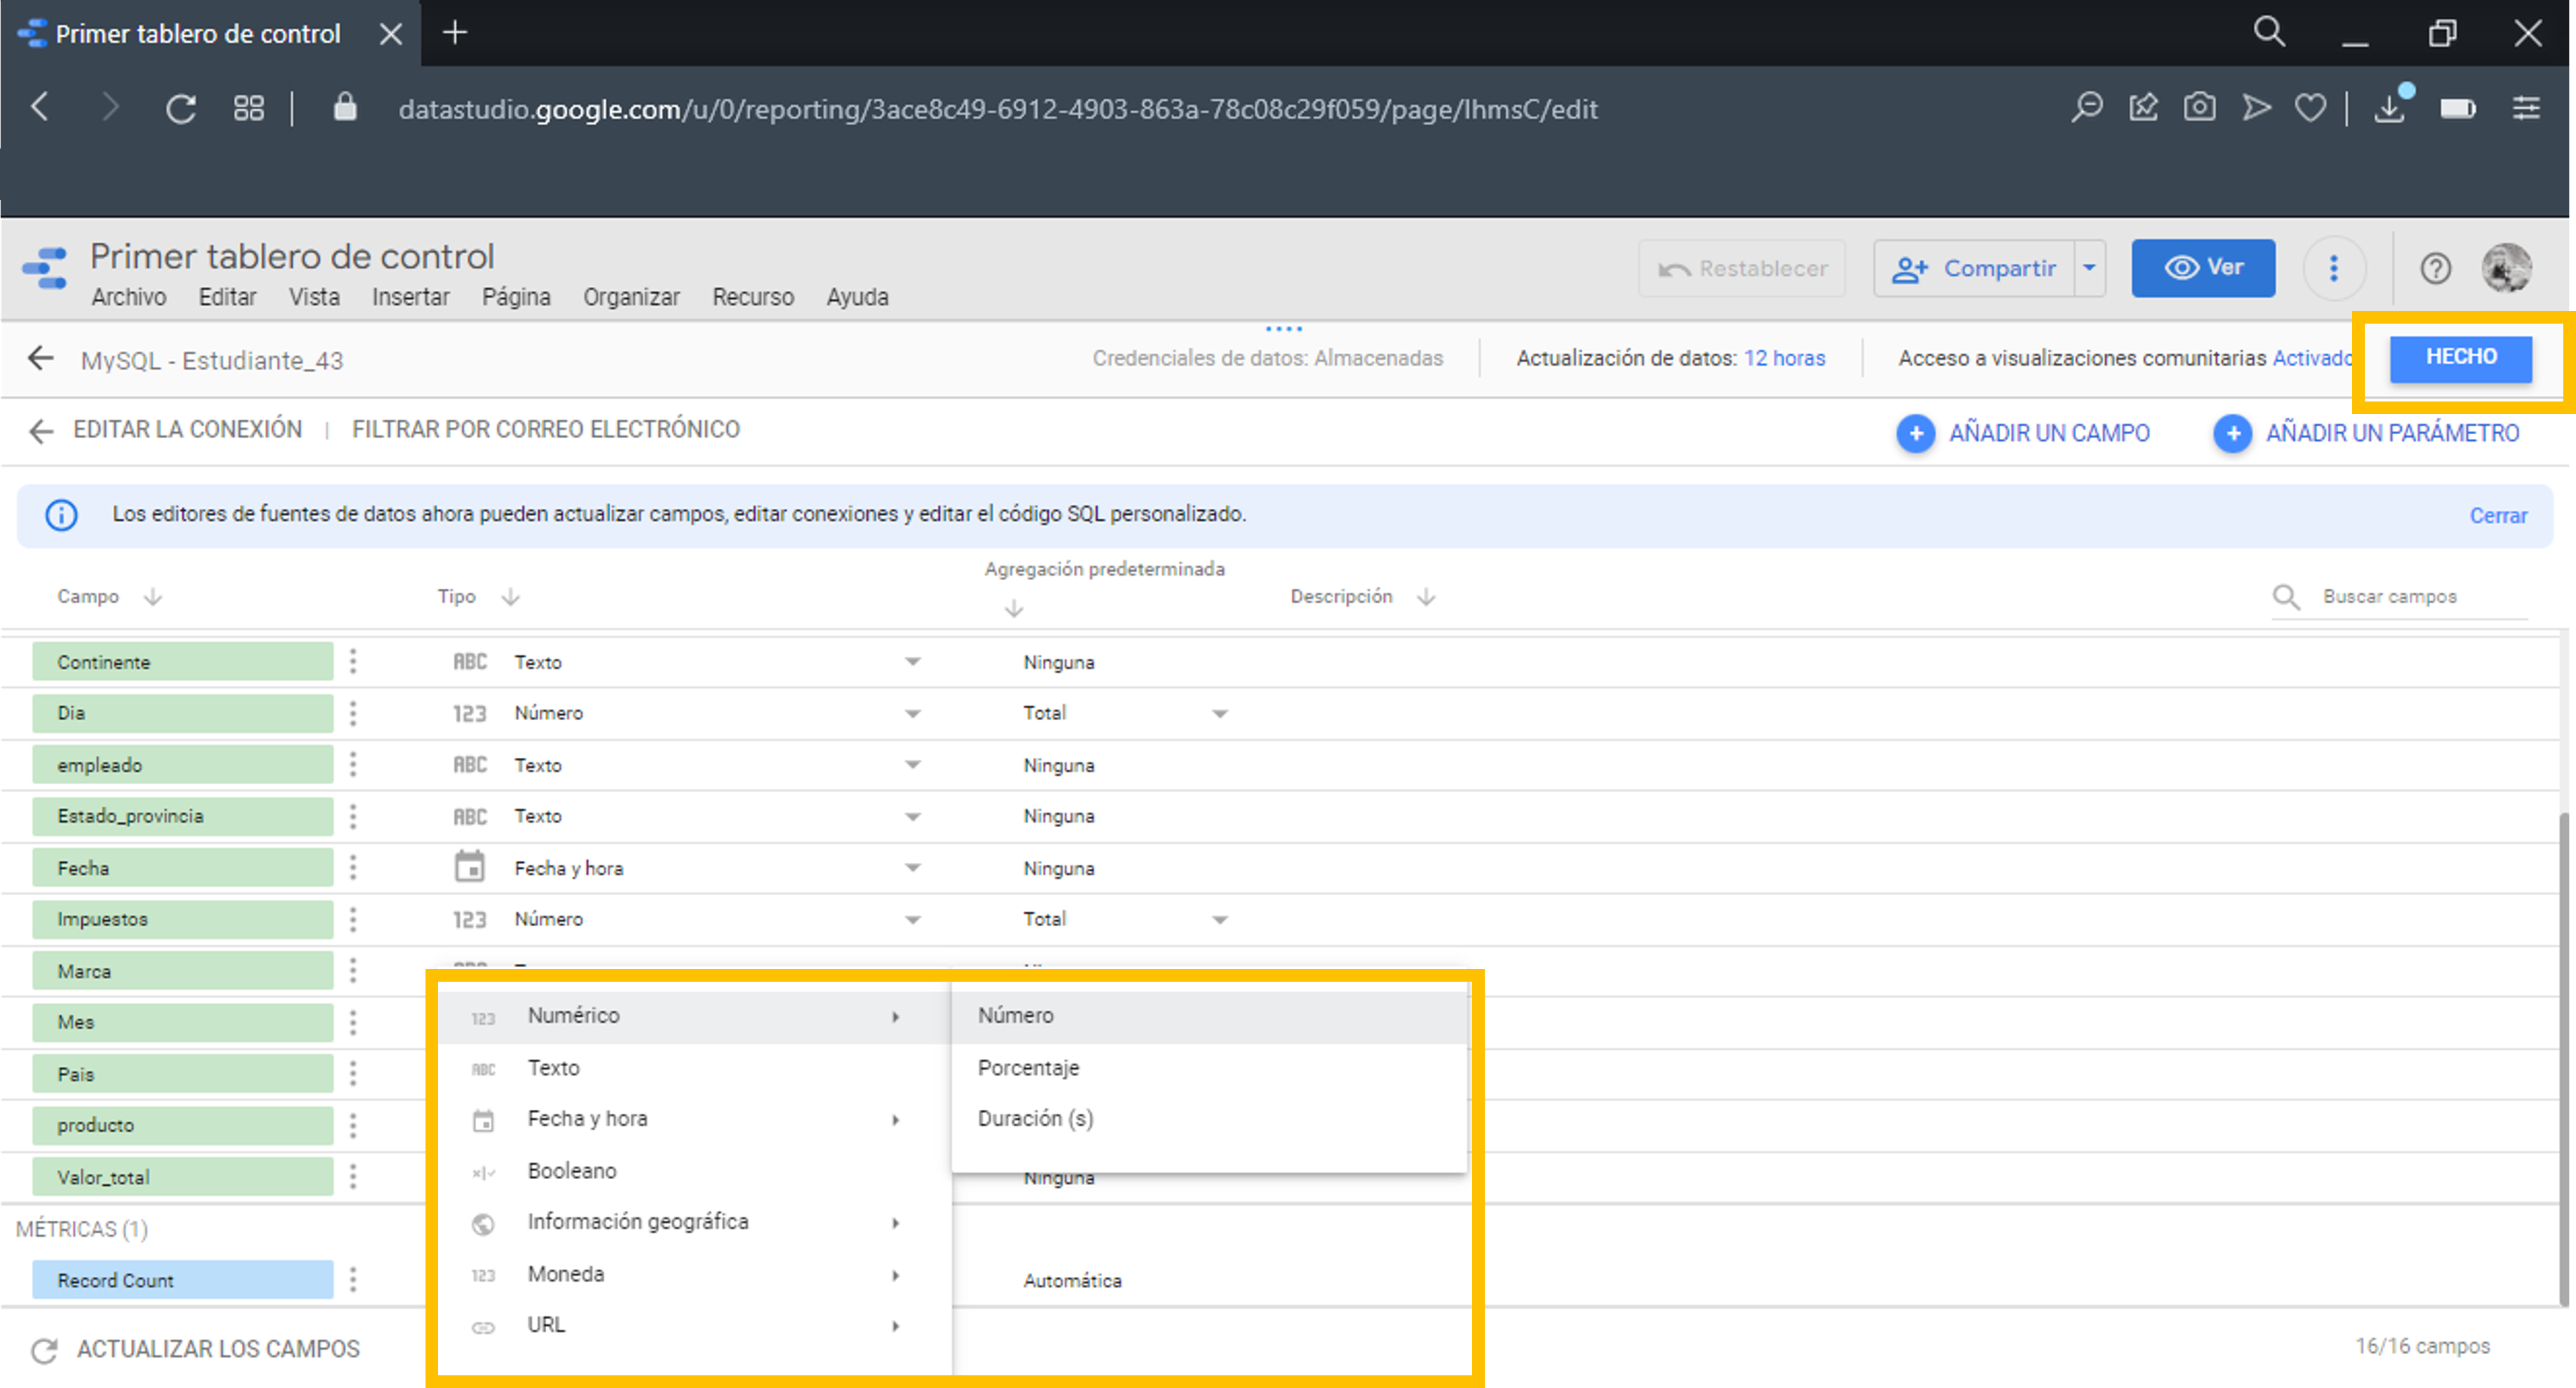 Primer tablero de control
datastudio.google.com/u/0/reporting/3ace8c49-6912-4903-863a-78c08c29f059/page/IhmsC/edit
Primer tablero de control
Archivo Editar Vista Insertar Página Organizar Recurso Ayuda
Restablecer Compartir Ver
MySQL - Estudiante_43 Credenciales de datos: Almacenadas Actualización de datos: 12 horas Acceso a visualizaciones comunitarias Activado HECHO
EDITAR LA CONEXIÓN | FILTRAR POR CORREO ELECTRÓNICO AÑADIR UN CAMPO AÑADIR UN PARÁMETRO
Los editores de fuentes de datos ahora pueden actualizar campos, editar conexiones y editar el código SQL personalizado. Cerrar
Campo Tipo Agregación predeterminada Descripción Buscar campos
Continente ABC Texto Ninguna
Dia 123 Número Total
empleado ABC Texto Ninguna
Estado_provincia ABC Texto Ninguna
Fecha Fecha y hora Ninguna
Impuestos 123 Número Total
Marca
Mes
Pais
producto
Valor_total Ninguna
123 Numérico
ABC Texto
Fecha y hora
Booleano
Información geográfica
123 Moneda
URL
Número
Porcentaje
Duración (s)
MÉTRICAS (1)
Record Count Automática
ACTUALIZAR LOS CAMPOS 16/16 campos